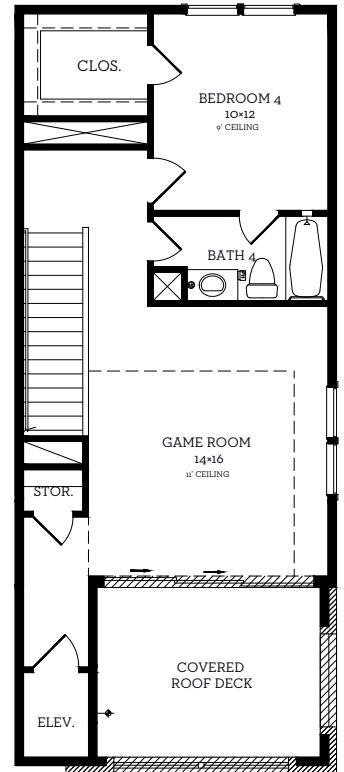 CLOS.
BEDROOM 4
10×12
9' CEILING
BATH 4
GAME ROOM
14×16
11' CEILING
STOR.
COVERED
ROOF DECK
ELEV.